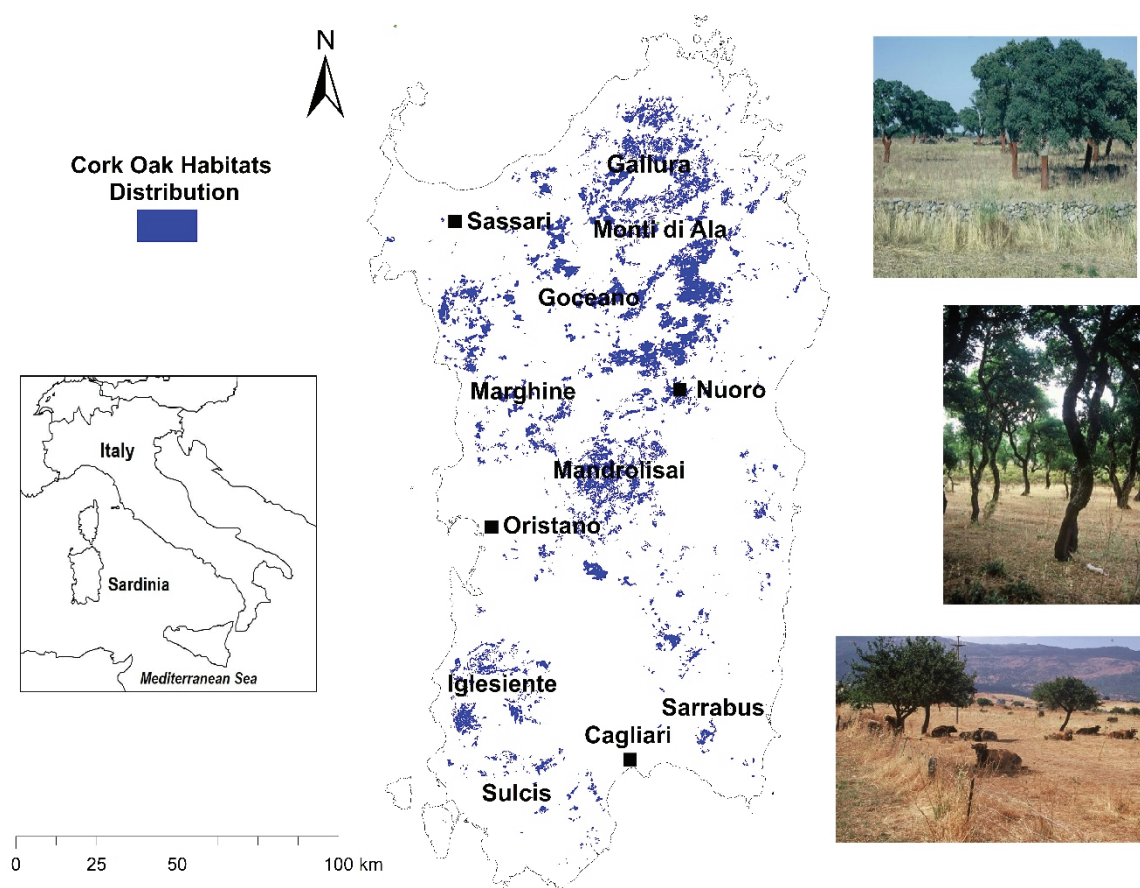 N
Cork Oak Habitats
Distribution
Gallura
Sassari
Monti di Ala
Goceano
Marghine
Nuoro
Mandrolisai
Oristano
Iglesiente
Sarrabus
Cagliari
Sulcis
Italy
Sardinia
Mediterranean Sea
0 25 50 100 km